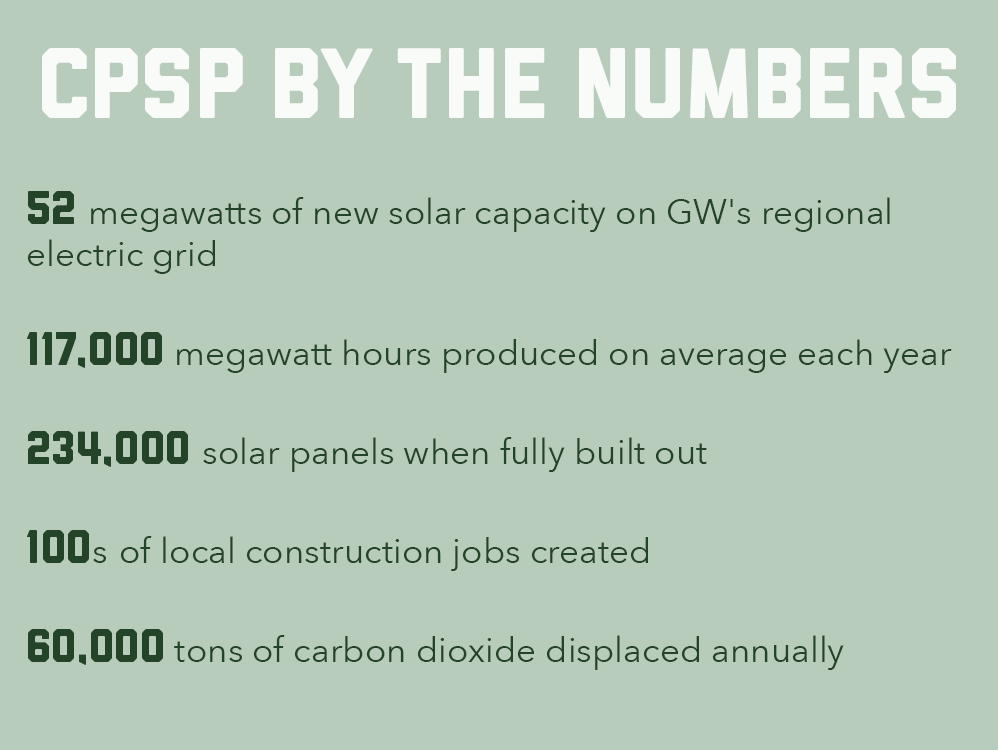 CPSP BY THE NUMBERS
52 megawatts of new solar capacity on GW's regional
electric grid
117,000 megawatt hours produced on average each year
234,000 solar panels when fully built out
100s of local construction jobs created
60,000 tons of carbon dioxide displaced annually